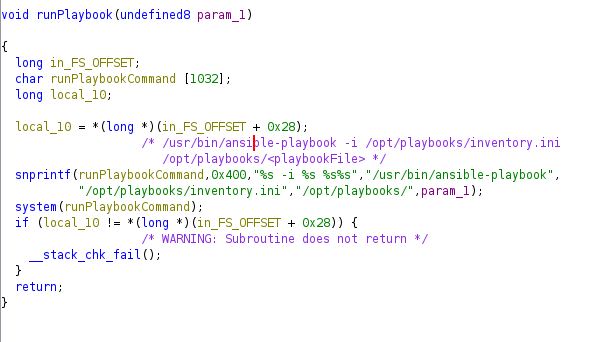 void runPlaybook(undefined8 param_1)
{
long in_FS_OFFSET;
char runPlaybookCommand [1032];
long local_10;
local_10 = *(long *)(in_FS_OFFSET + 0x28);
/* /usr/bin/ansible-playbook -i /opt/playbooks/inventory.ini
/opt/playbooks/<playbookFile> */
snprintf(runPlaybookCommand,0x400,"%s -i %s %s%s","/usr/bin/ansible-playbook",
"/opt/playbooks/inventory.ini","/opt/playbooks/",param_1);
system(runPlaybookCommand);
if (local_10 != *(long *)(in_FS_OFFSET + 0x28)) {
/* WARNING: Subroutine does not return */
__stack_chk_fail();
}
return;
}